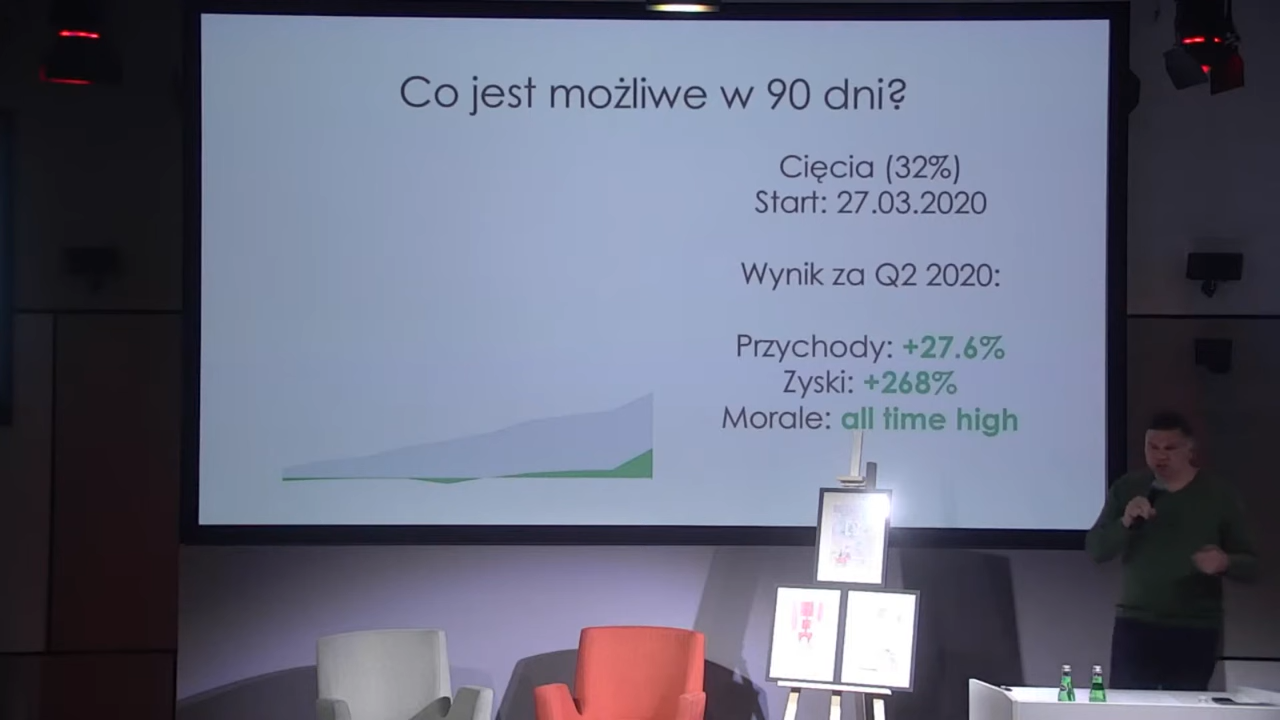 Co jest możliwe w 90 dni?
Cięcia (32%)
Start: 27.03.2020
Wynik za Q2 2020:
Przychody: +27.6%
Zyski: +268%
Morale: all time high